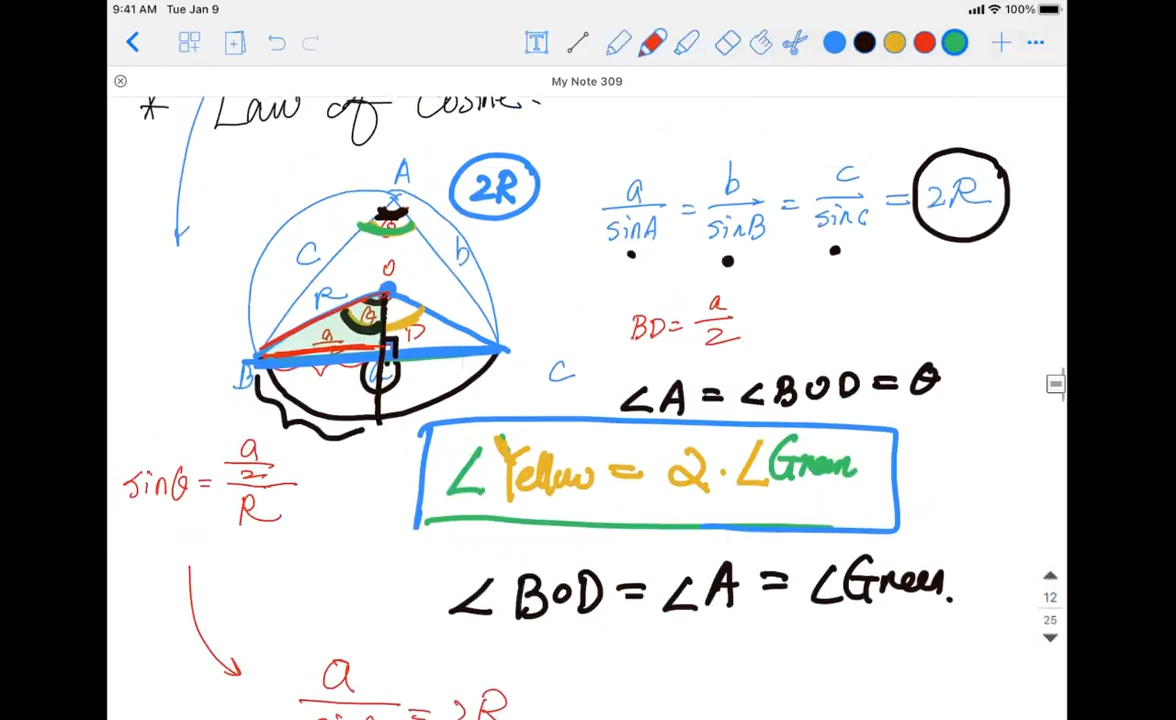 9:41 AM Tue Jan 9
100%
T
My Note 309
* Law of Cosine.
A
2R
a/sinA = b/sinB = c/sinC = 2R
c
b
θ
O
R
θ
D
a/2
a
B
C
BD = a/2
∠A = ∠BOD = θ
∠Yellow = 2 · ∠Green
sinθ = a/2 / R
∠BOD = ∠A = ∠Green.
12
25
a
= 2R